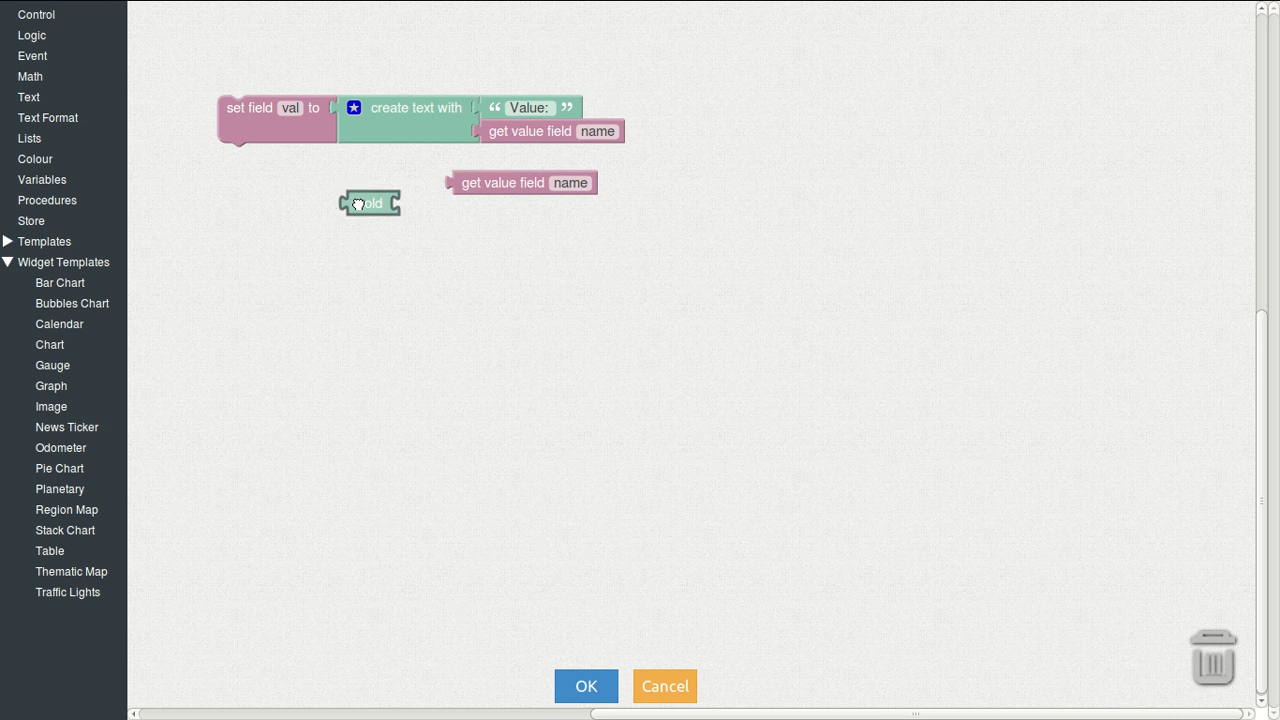 Control
Logic
Event
Math
Text
Text Format
Lists
Colour
Variables
Procedures
Store
Templates
Widget Templates
Bar Chart
Bubbles Chart
Calendar
Chart
Gauge
Graph
Image
News Ticker
Odometer
Pie Chart
Planetary
Region Map
Stack Chart
Table
Thematic Map
Traffic Lights
set field val to create text with “ Value: ”
get value field name
get value field name
OK
Cancel